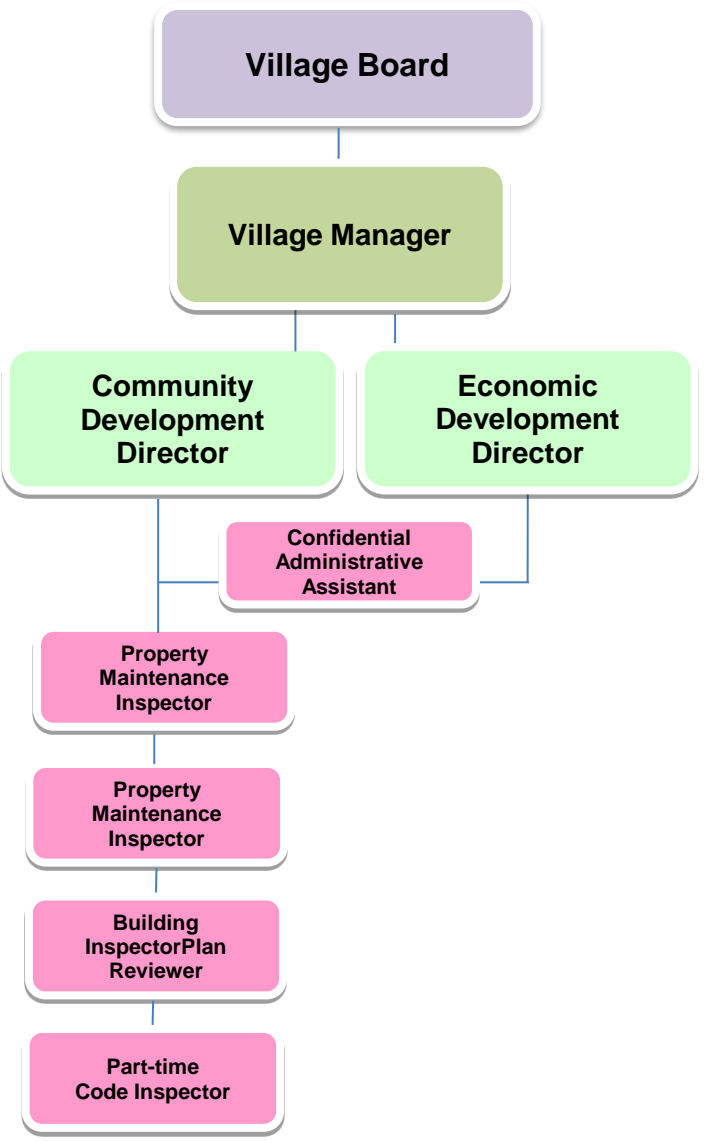 Village Board
Village Manager
Community
Development
Director
Economic
Development
Director
Confidential
Administrative
Assistant
Property
Maintenance
Inspector
Property
Maintenance
Inspector
Building
InspectorPlan
Reviewer
Part-time
Code Inspector